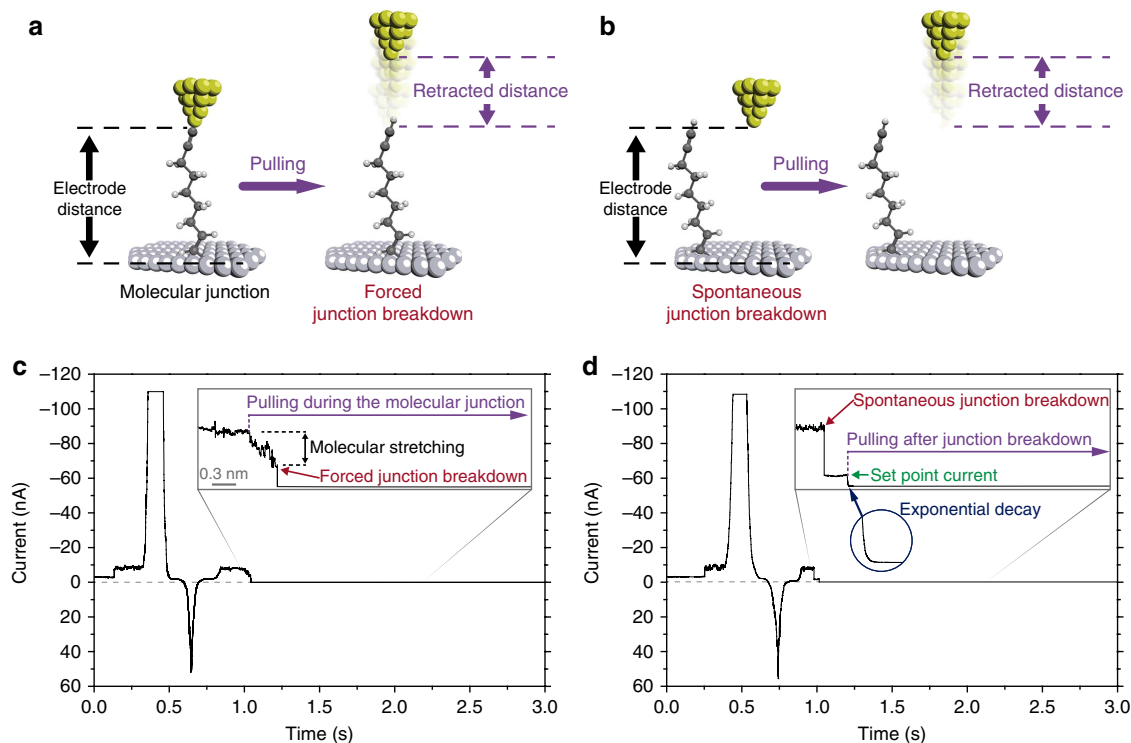 a
Retracted distance
Pulling
Electrode
distance
Molecular junction
Forced
junction breakdown
b
Retracted distance
Pulling
Electrode
distance
Spontaneous
junction breakdown
c
Current (nA)
−120
−100
−80
−60
−40
−20
0
20
40
60
0.0
0.5
1.0
1.5
2.0
2.5
3.0
Time (s)
Pulling during the molecular junction
Molecular stretching
0.3 nm
Forced junction breakdown
d
Current (nA)
−120
−100
−80
−60
−40
−20
0
20
40
60
0.0
0.5
1.0
1.5
2.0
2.5
3.0
Time (s)
Spontaneous junction breakdown
Pulling after junction breakdown
Set point current
Exponential decay